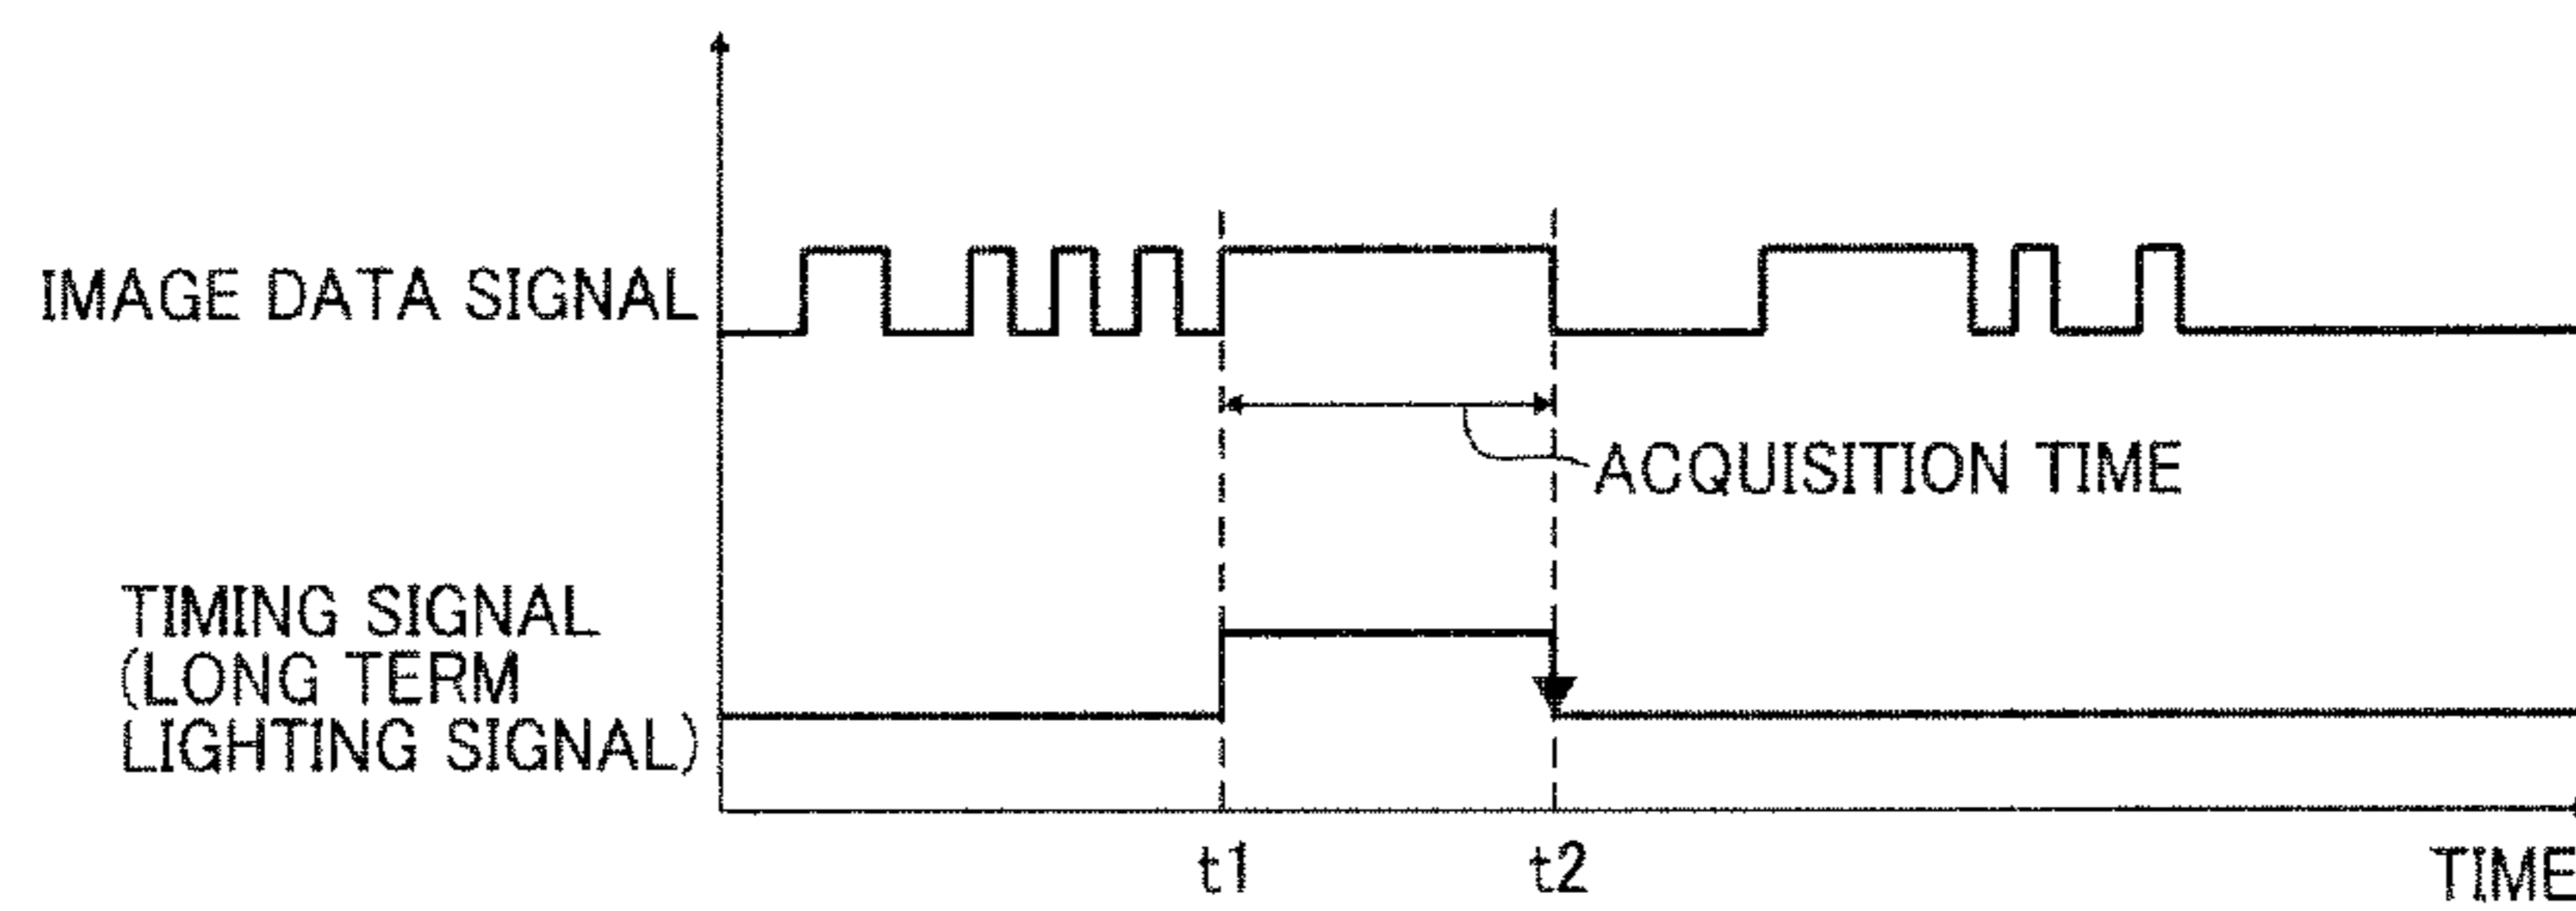 IMAGE DATA SIGNAL
ACQUISITION TIME
TIMING SIGNAL
(LONG TERM
LIGHTING SIGNAL)
t1
t2
TIME